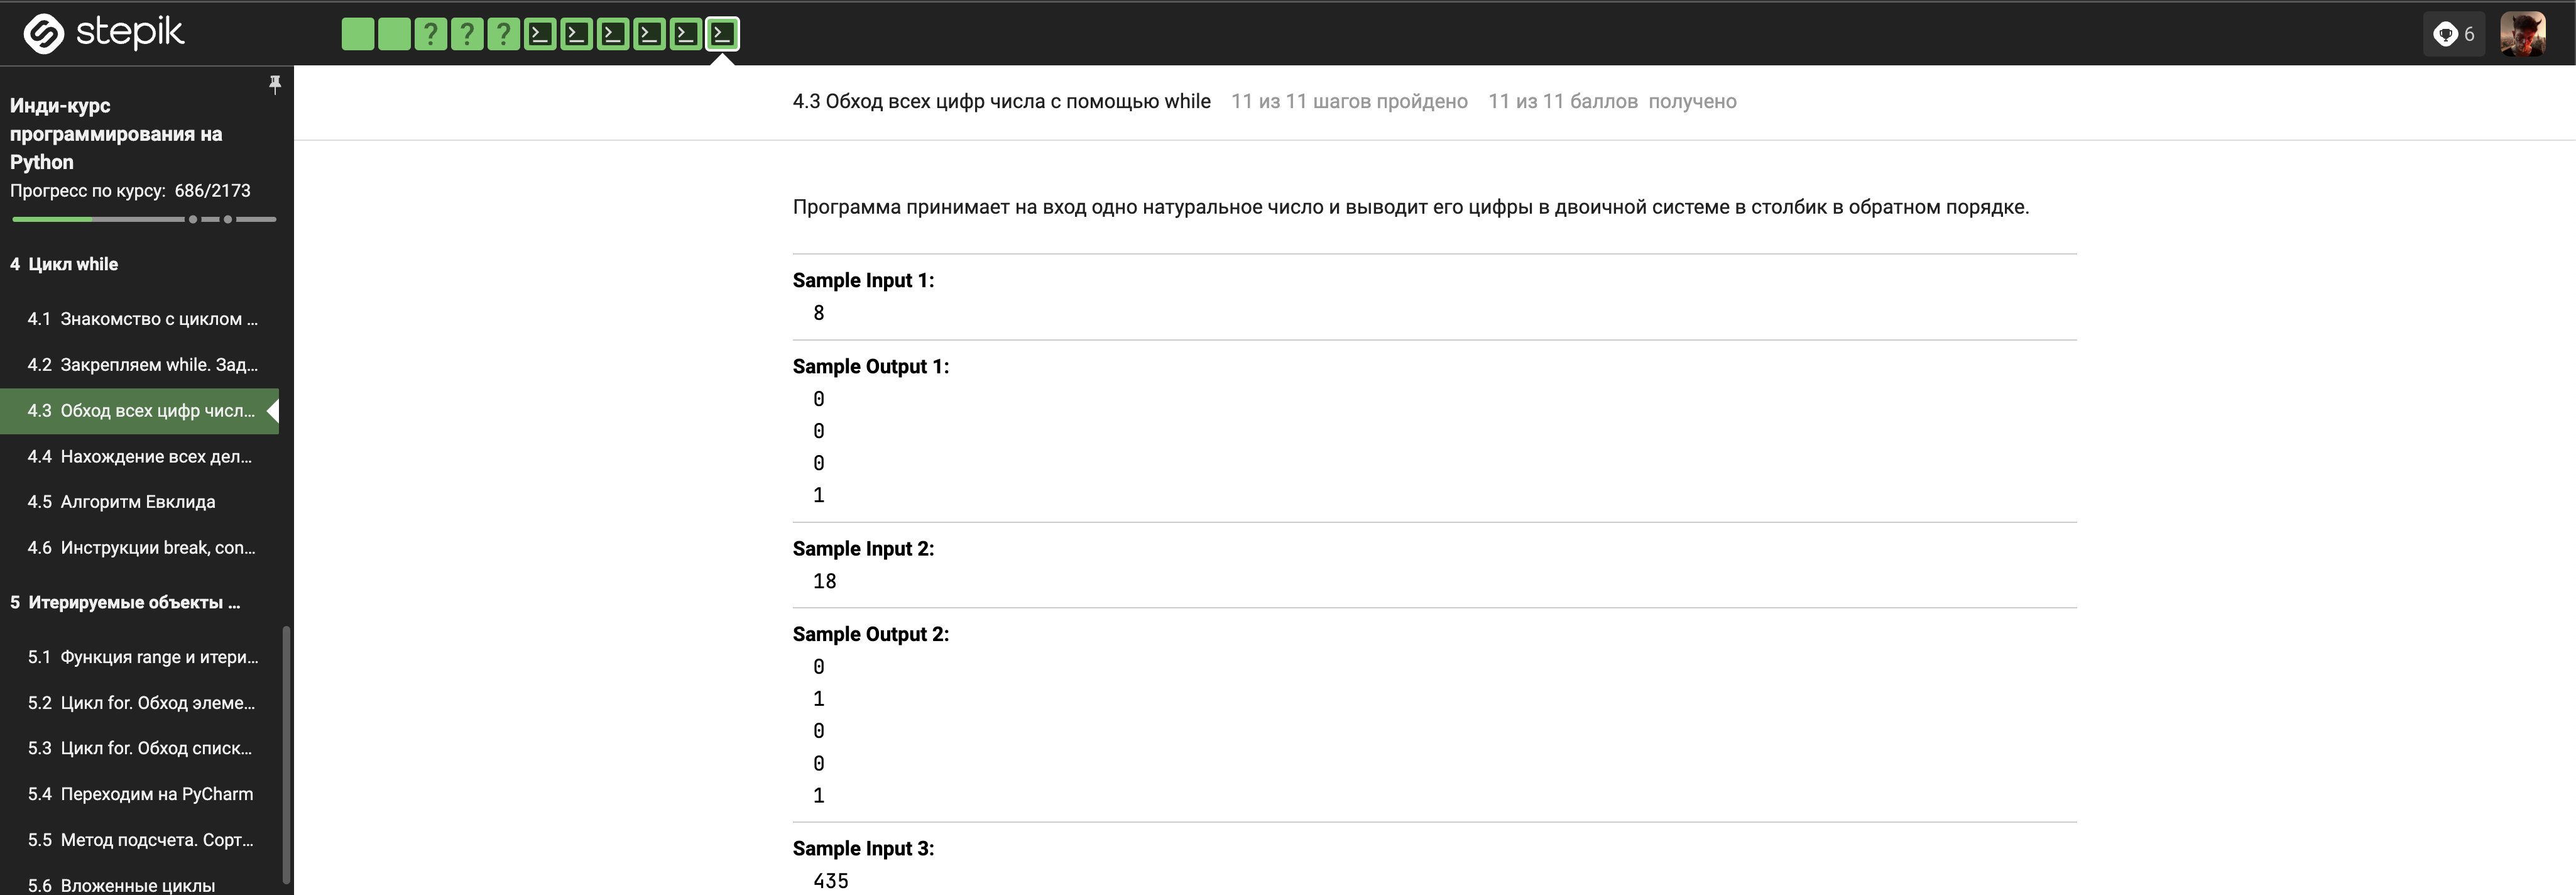 stepik
? ? ?
6
Инди-курс
программирования на
Python
Прогресс по курсу: 686/2173
4 Цикл while
4.1 Знакомство с циклом ...
4.2 Закрепляем while. Зад...
4.3 Обход всех цифр числ...
4.4 Нахождение всех дел...
4.5 Алгоритм Евклида
4.6 Инструкции break, con...
5 Итерируемые объекты ...
5.1 Функция range и итери...
5.2 Цикл for. Обход элеме...
5.3 Цикл for. Обход списк...
5.4 Переходим на PyCharm
5.5 Метод подсчета. Сорт...
5.6 Вложенные циклы
4.3 Обход всех цифр числа с помощью while 11 из 11 шагов пройдено 11 из 11 баллов получено
Программа принимает на вход одно натуральное число и выводит его цифры в двоичной системе в столбик в обратном порядке.
Sample Input 1:
8
Sample Output 1:
0
0
0
1
Sample Input 2:
18
Sample Output 2:
0
1
0
0
1
Sample Input 3:
435